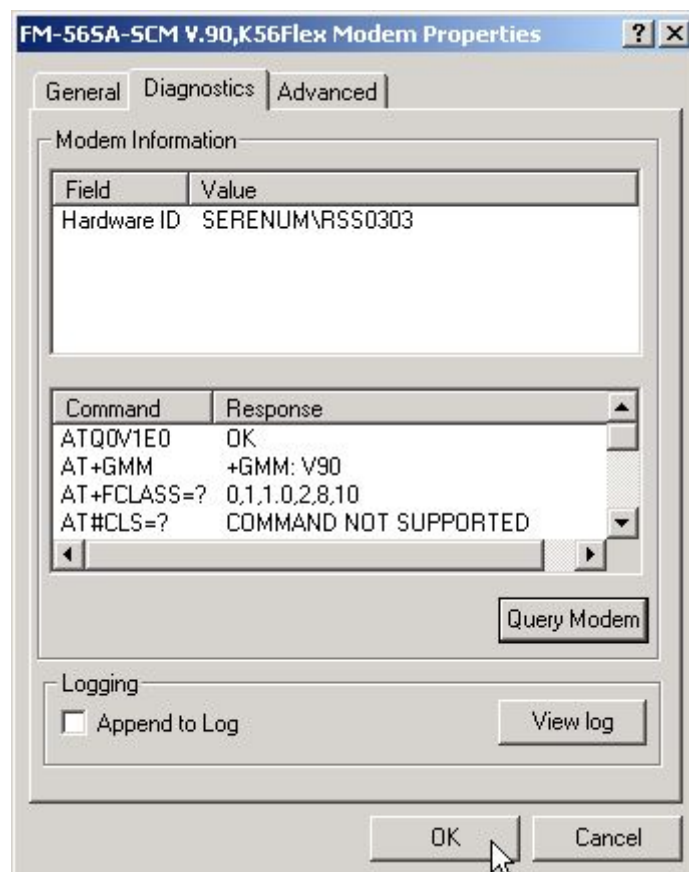 FM-56SA-SCM V.90,K56Flex Modem Properties
General Diagnostics Advanced
Modem Information
Field Value
Hardware ID SERENUM\RSS0303
Command Response
ATQ0V1E0 OK
AT+GMM +GMM: V90
AT+FCLASS=? 0,1,1.0,2,8,10
AT#CLS=? COMMAND NOT SUPPORTED
Query Modem
Logging
Append to Log View log
OK Cancel